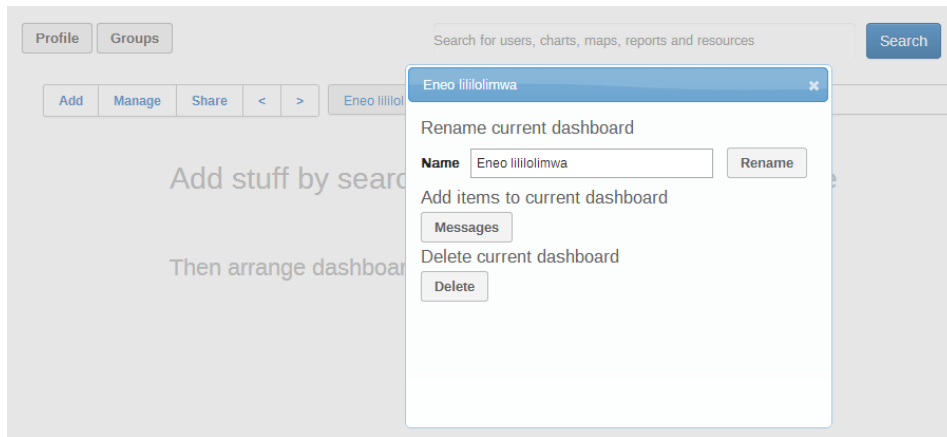 Profile Groups Search for users, charts, maps, reports and resources Search
Add Manage Share < > Eneo lililol
Eneo lililolimwa ×
Rename current dashboard
Name Eneo lililolimwa Rename
Add items to current dashboard
Messages
Delete current dashboard
Delete
Add stuff by sear
Then arrange dashboar